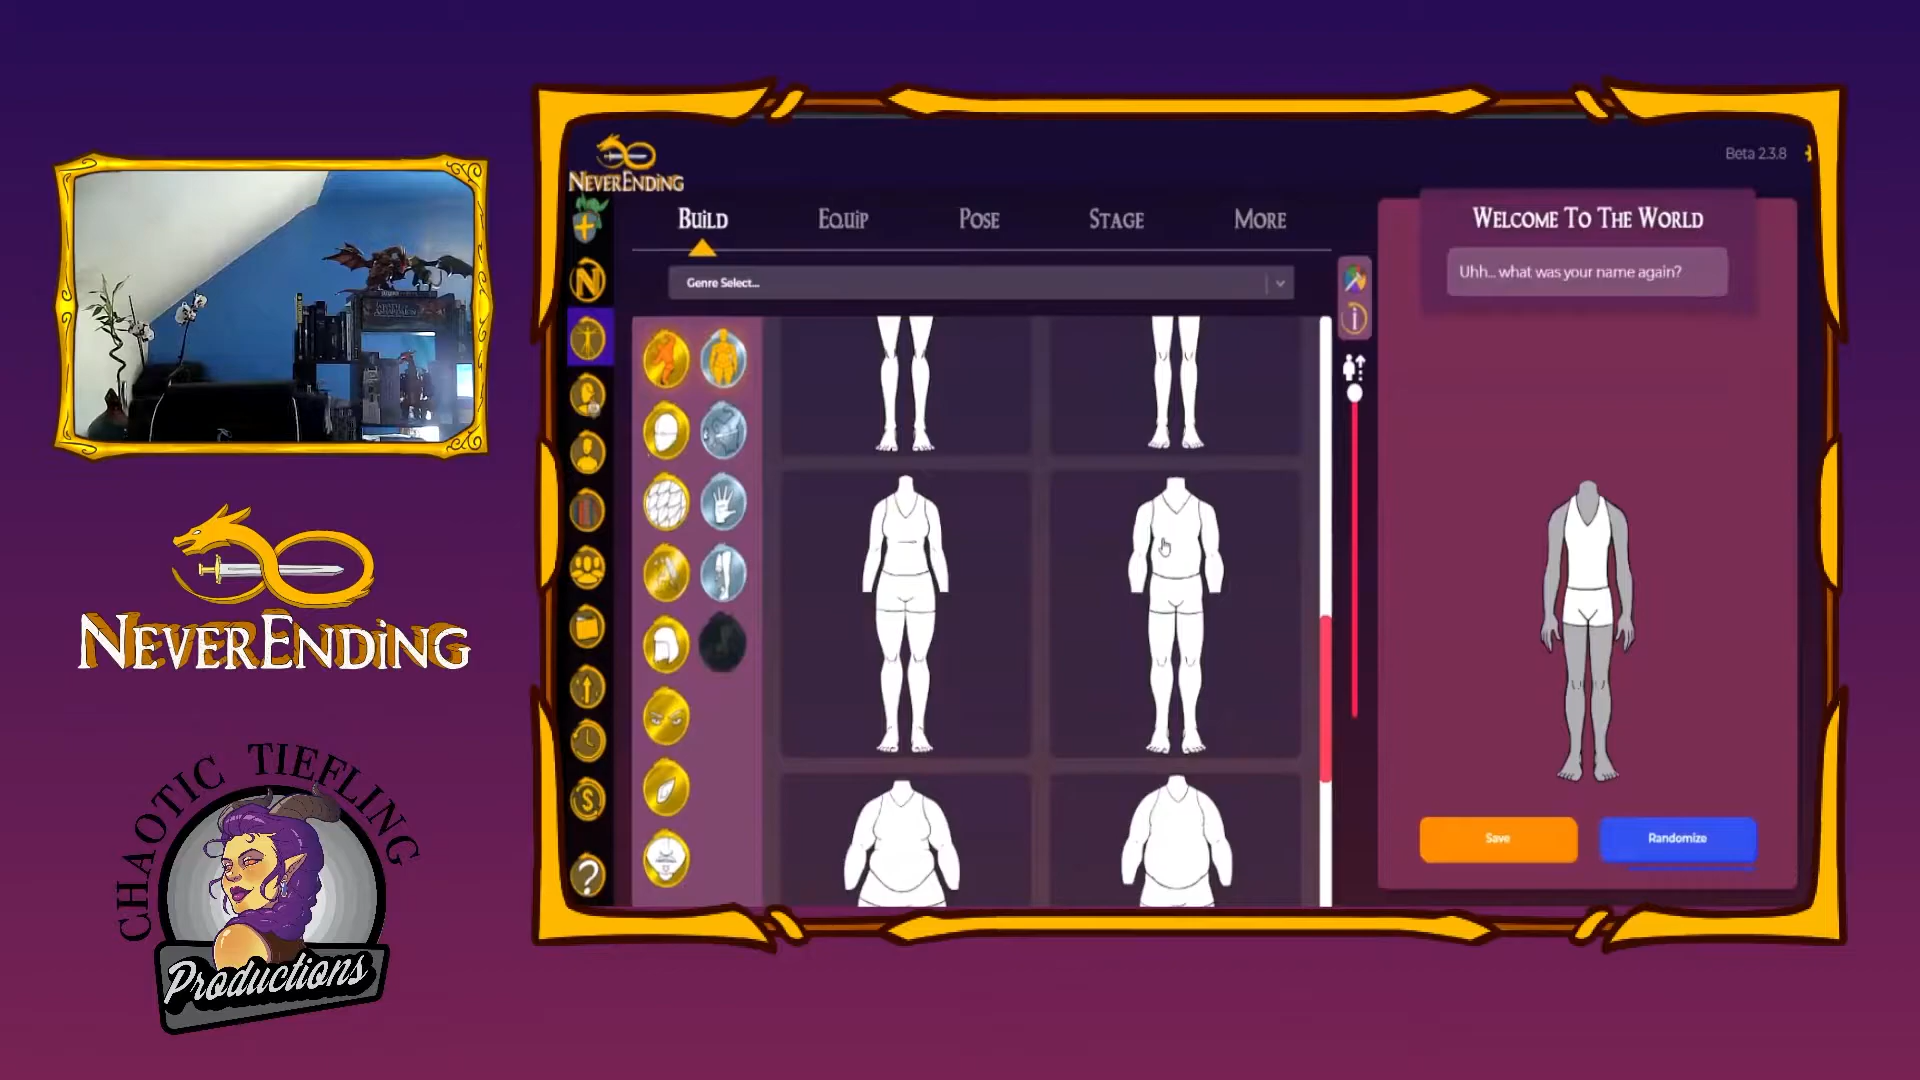 NEVERENDING
Beta 2.3.8
BUILD
EQUIP
POSE
STAGE
MORE
Genre Select...
WELCOME TO THE WORLD
Uhh... what was your name again?
Save
Randomize
NEVERENDING
CHAOTIC TIEFLING
Productions